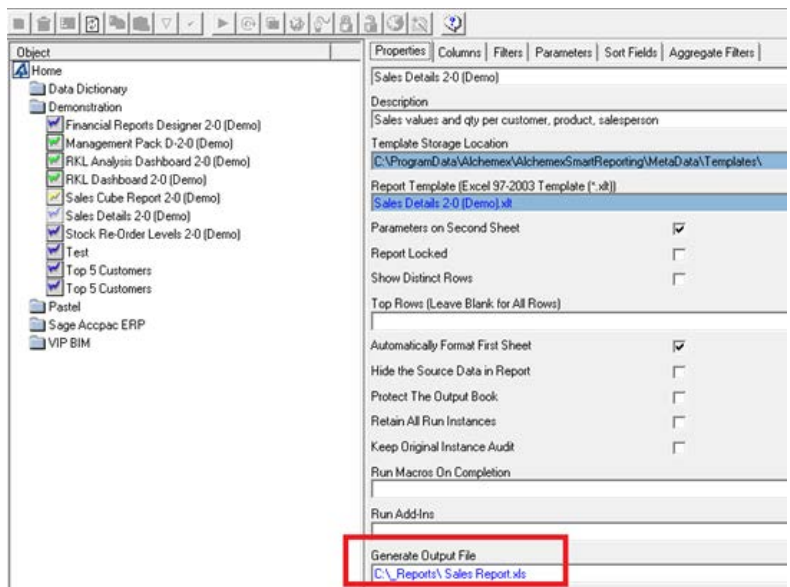 Object
Home
Data Dictionary
Demonstration
Financial Reports Designer 2-0 (Demo)
Management Pack D-2-0 (Demo)
RKL Analysis Dashboard 2-0 (Demo)
RKL Dashboard 2-0 (Demo)
Sales Cube Report 2-0 (Demo)
Sales Details 2-0 (Demo)
Stock Re-Order Levels 2-0 (Demo)
Test
Top 5 Customers
Top 5 Customers
Pastel
Sage Accpac ERP
VIP BIM
Properties Columns Filters Parameters Sort Fields Aggregate Filters
Sales Details 2-0 (Demo)
Description
Sales values and qty per customer, product, salesperson
Template Storage Location
C:\ProgramData\Alchemex\AlchemexSmartReporting\MetaData\Templates\
Report Template (Excel 97-2003 Template (*.xlt))
Sales Details 2-0 (Demo).xlt
Parameters on Second Sheet
Report Locked
Show Distinct Rows
Top Rows (Leave Blank for All Rows)
Automatically Format First Sheet
Hide the Source Data in Report
Protect The Output Book
Retain All Run Instances
Keep Original Instance Audit
Run Macros On Completion
Run Add-Ins
Generate Output File
C:\_Reports\ Sales Report.xls